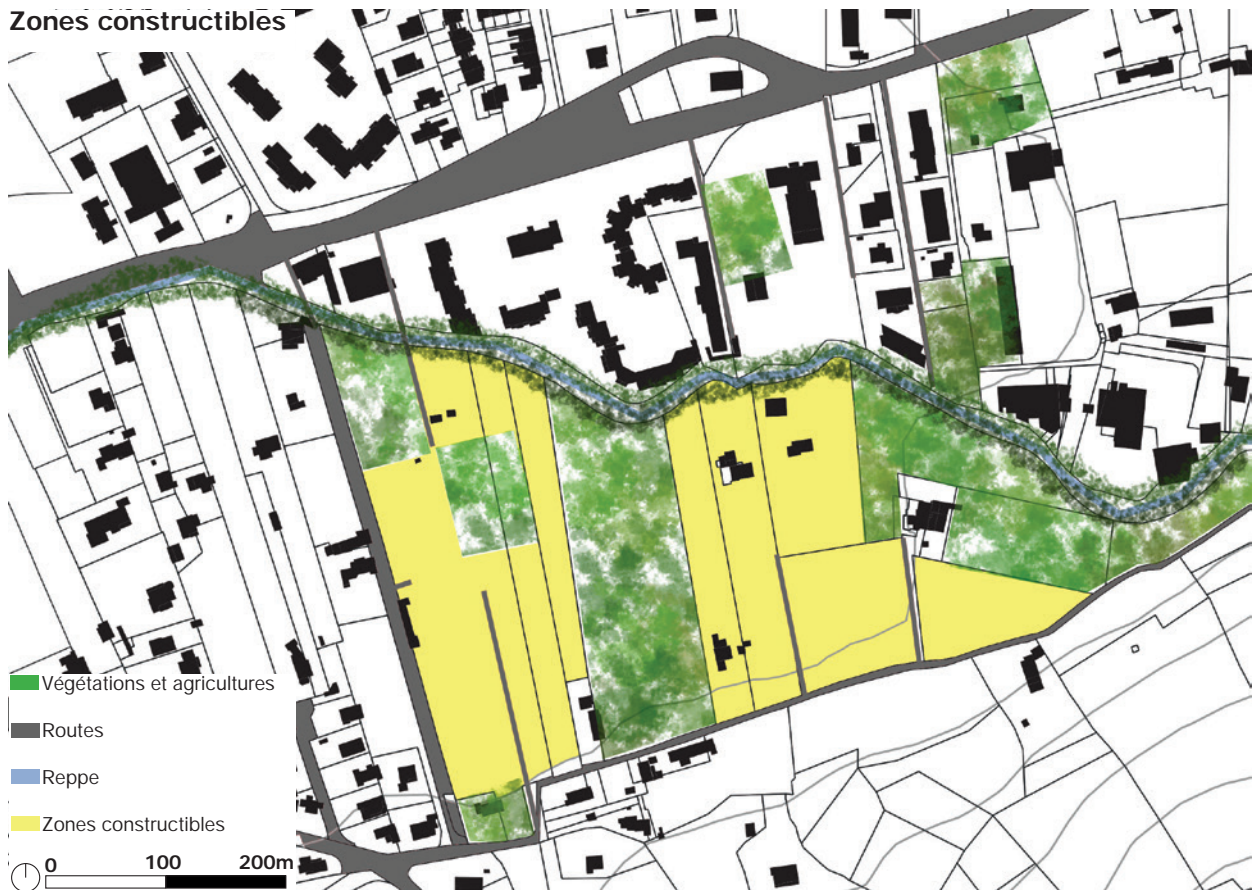 Zones constructibles
Végétations et agricultures
Routes
Reppe
Zones constructibles
0 100 200m